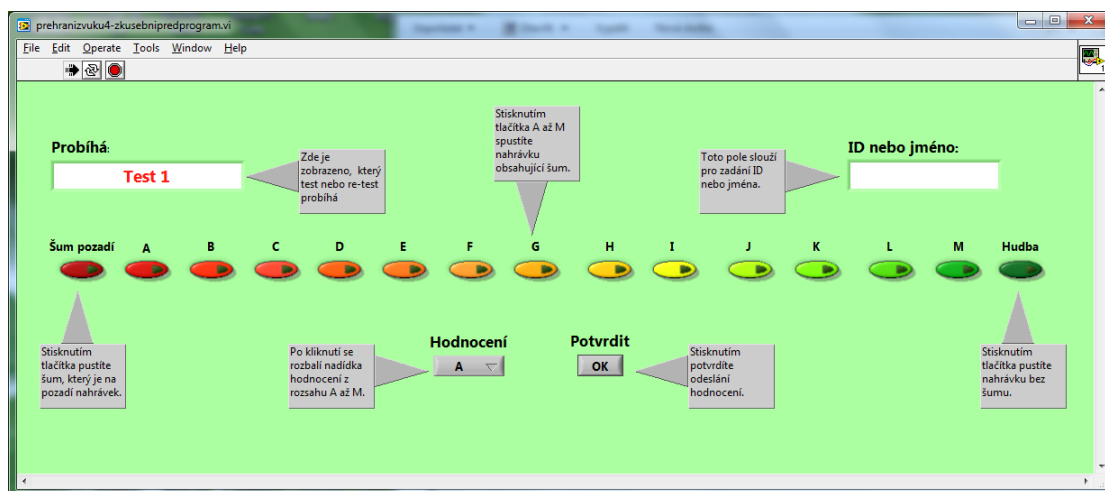 prehranizvuku4-zkusebnipredprogram.vi
File Edit Operate Tools Window Help
1
Stisknutím
tlačítka A až M
spustíte
nahrávku
obsahující šum.
Probíhá:
Test 1
Zde je
zobrazeno, který
test nebo re-test
probíhá
Toto pole slouží
pro zadání ID
nebo jména.
ID nebo jméno:
Šum pozadí A B C D E F G H I J K L M Hudba
Stisknutím
tlačítka pustíte
šum, který je na
pozadí nahrávek.
Po kliknutí se
rozbalí nadídka
hodnocení z
rozsahu A až M.
Hodnocení
A
Potvrdit
OK
Stisknutím
potvrdíte
odeslání
hodnocení.
Stisknutím
tlačítka pustíte
nahrávku bez
šumu.